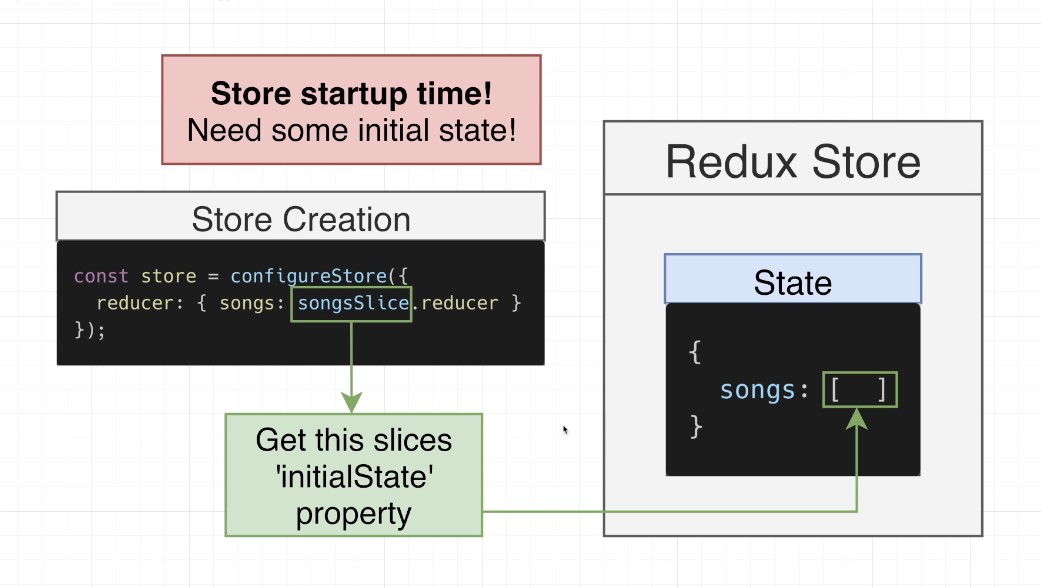 Store startup time!
Need some initial state!
Store Creation
const store = configureStore({
  reducer: { songs: songsSlice.reducer }
});
Get this slices
'initialState'
property
Redux Store
State
{
  songs: [  ]
}